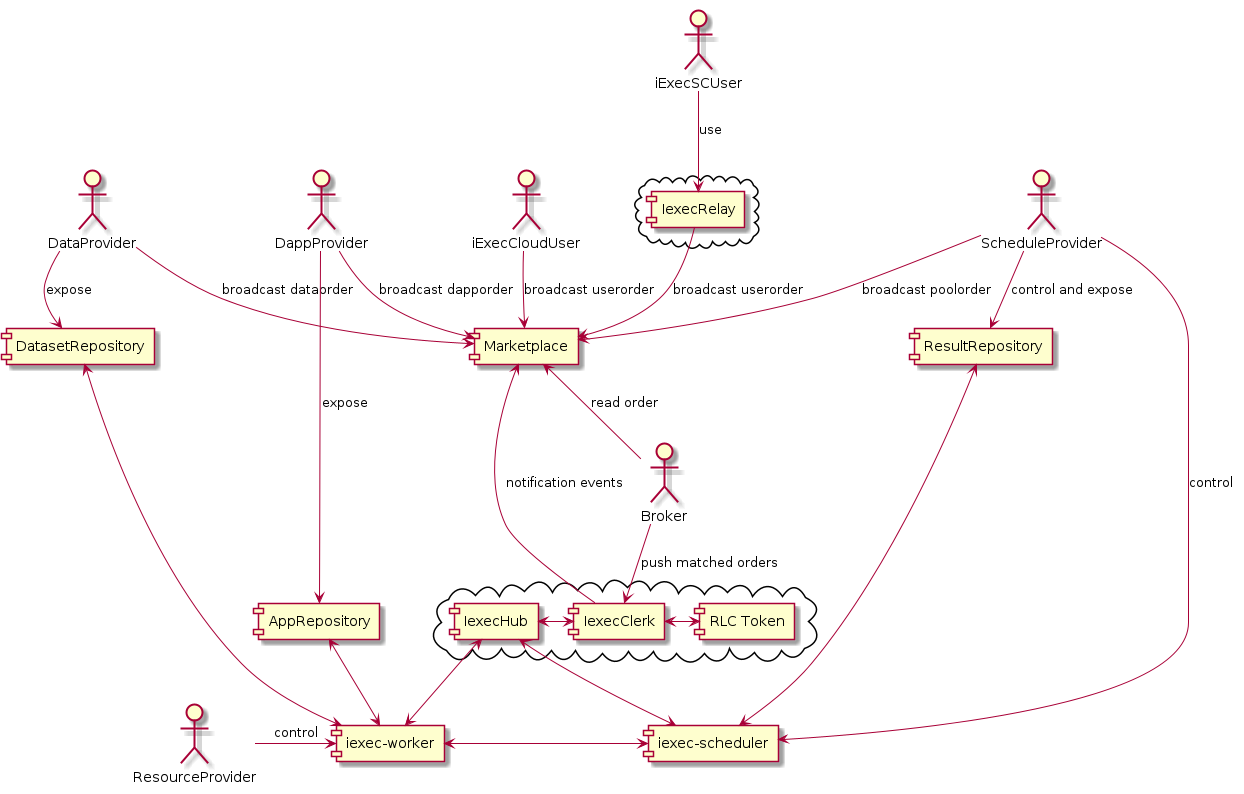 iExecSCUser
use
IexecRelay
DataProvider
DappProvider
iExecCloudUser
ScheduleProvider
expose
broadcast dataorder
broadcast dapporder
broadcast userorder
broadcast userorder
broadcast poolorder
control and expose
DatasetRepository
Marketplace
ResultRepository
expose
read order
notification events
control
Broker
push matched orders
AppRepository
IexecHub
IexecClerk
RLC Token
control
iexec-worker
iexec-scheduler
ResourceProvider